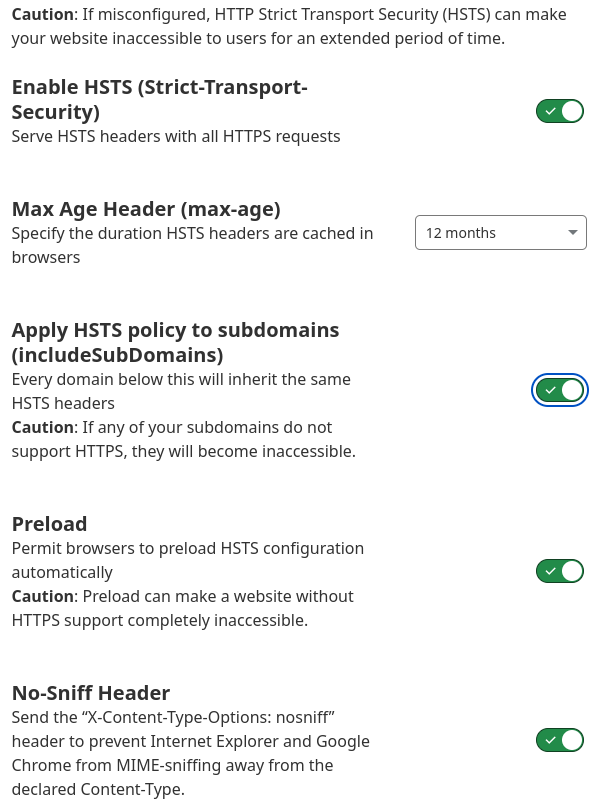 Caution: If misconfigured, HTTP Strict Transport Security (HSTS) can make
your website inaccessible to users for an extended period of time.
Enable HSTS (Strict-Transport-
Security)
Serve HSTS headers with all HTTPS requests
Max Age Header (max-age)
Specify the duration HSTS headers are cached in
browsers
12 months
Apply HSTS policy to subdomains
(includeSubDomains)
Every domain below this will inherit the same
HSTS headers
Caution: If any of your subdomains do not
support HTTPS, they will become inaccessible.
Preload
Permit browsers to preload HSTS configuration
automatically
Caution: Preload can make a website without
HTTPS support completely inaccessible.
No-Sniff Header
Send the “X-Content-Type-Options: nosniff”
header to prevent Internet Explorer and Google
Chrome from MIME-sniffing away from the
declared Content-Type.